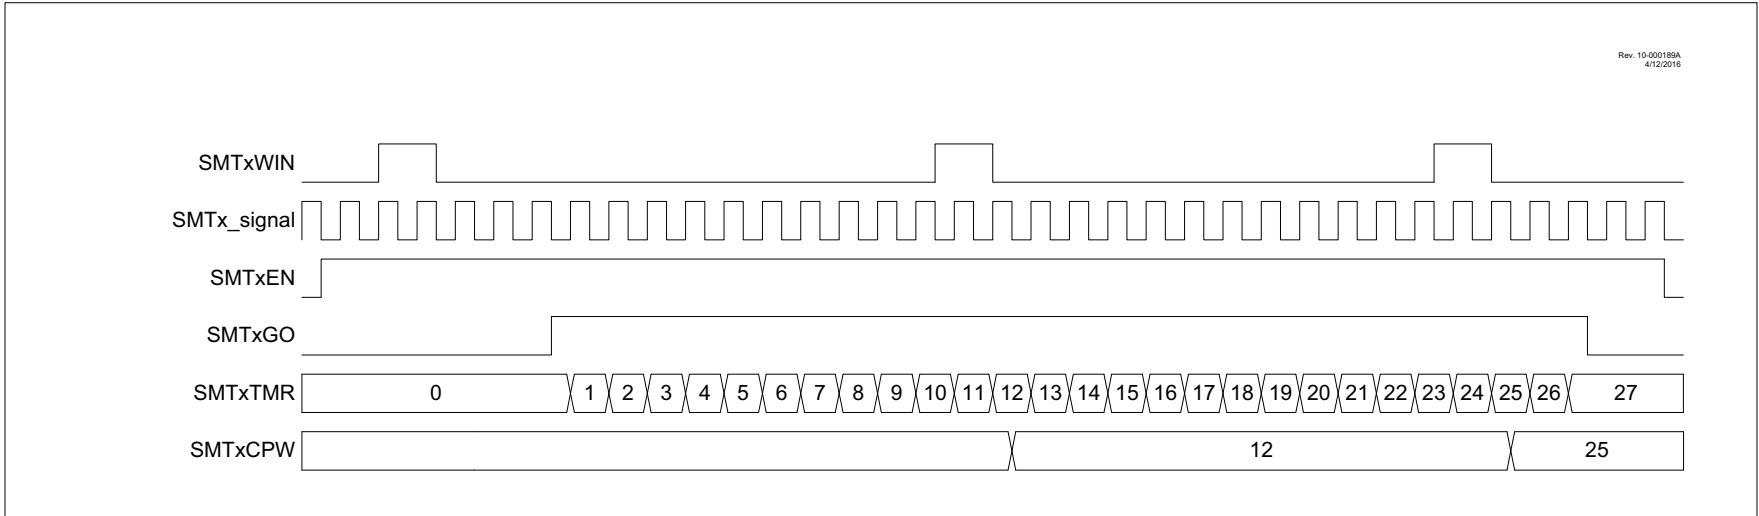 Rev. 10-000189A
4/12/2016
SMTxWIN
SMTx_signal
SMTxEN
SMTxGO
SMTxTMR 0 1 2 3 4 5 6 7 8 9 10 11 12 13 14 15 16 17 18 19 20 21 22 23 24 25 26 27
SMTxCPW 12 25